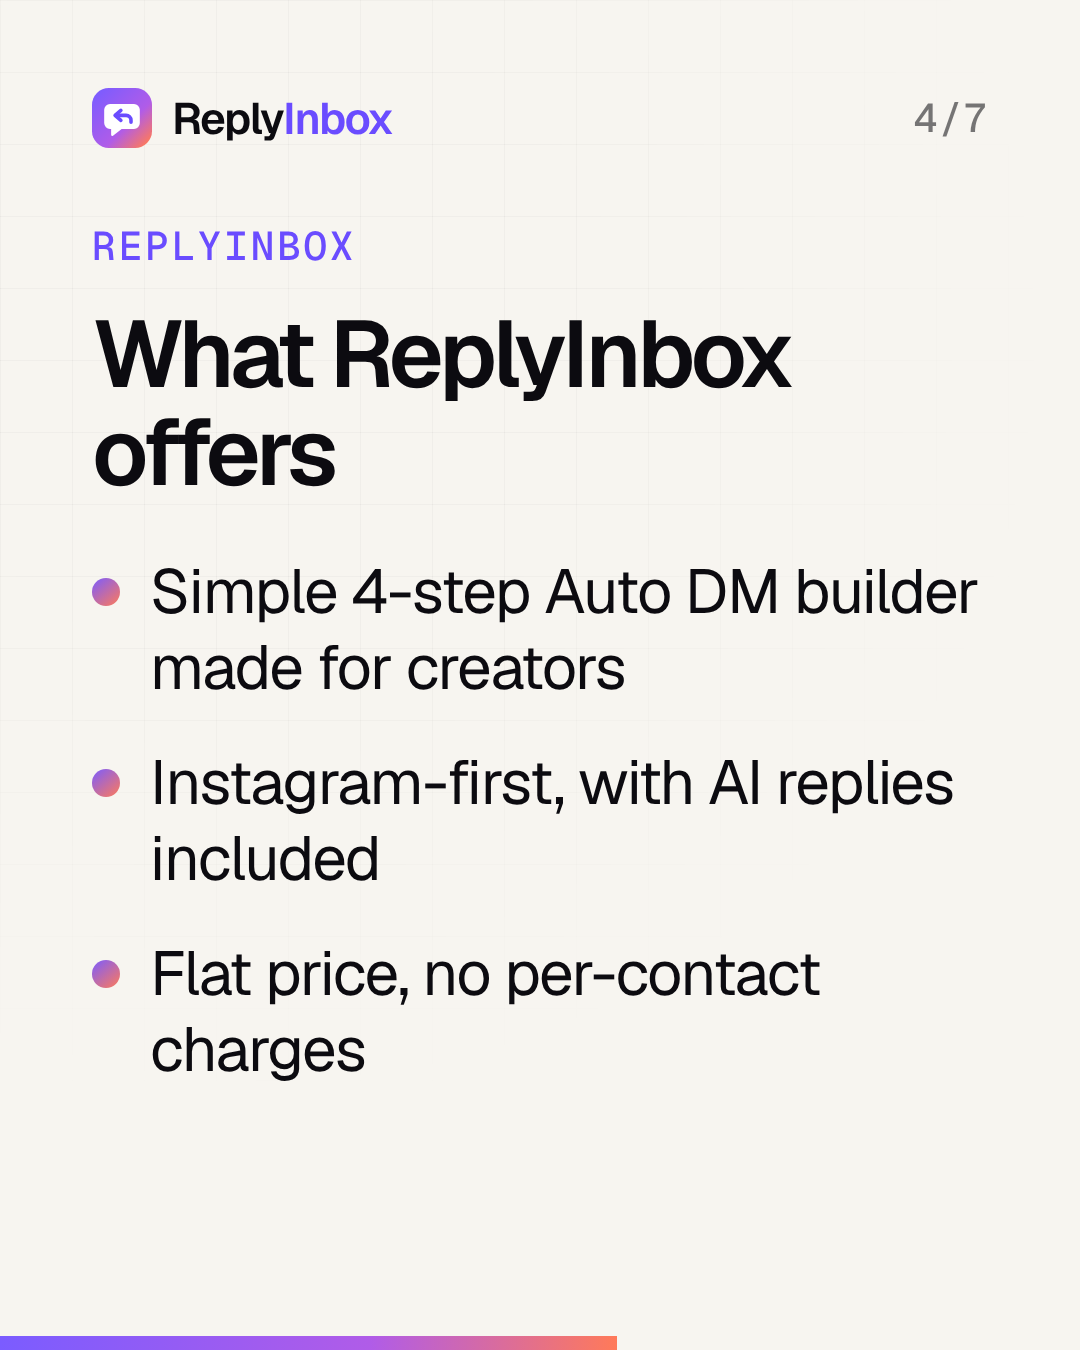 ReplyInbox
4/7
REPLYINBOX
What ReplyInbox
offers
Simple 4-step Auto DM builder
made for creators
Instagram-first, with AI replies
included
Flat price, no per-contact
charges